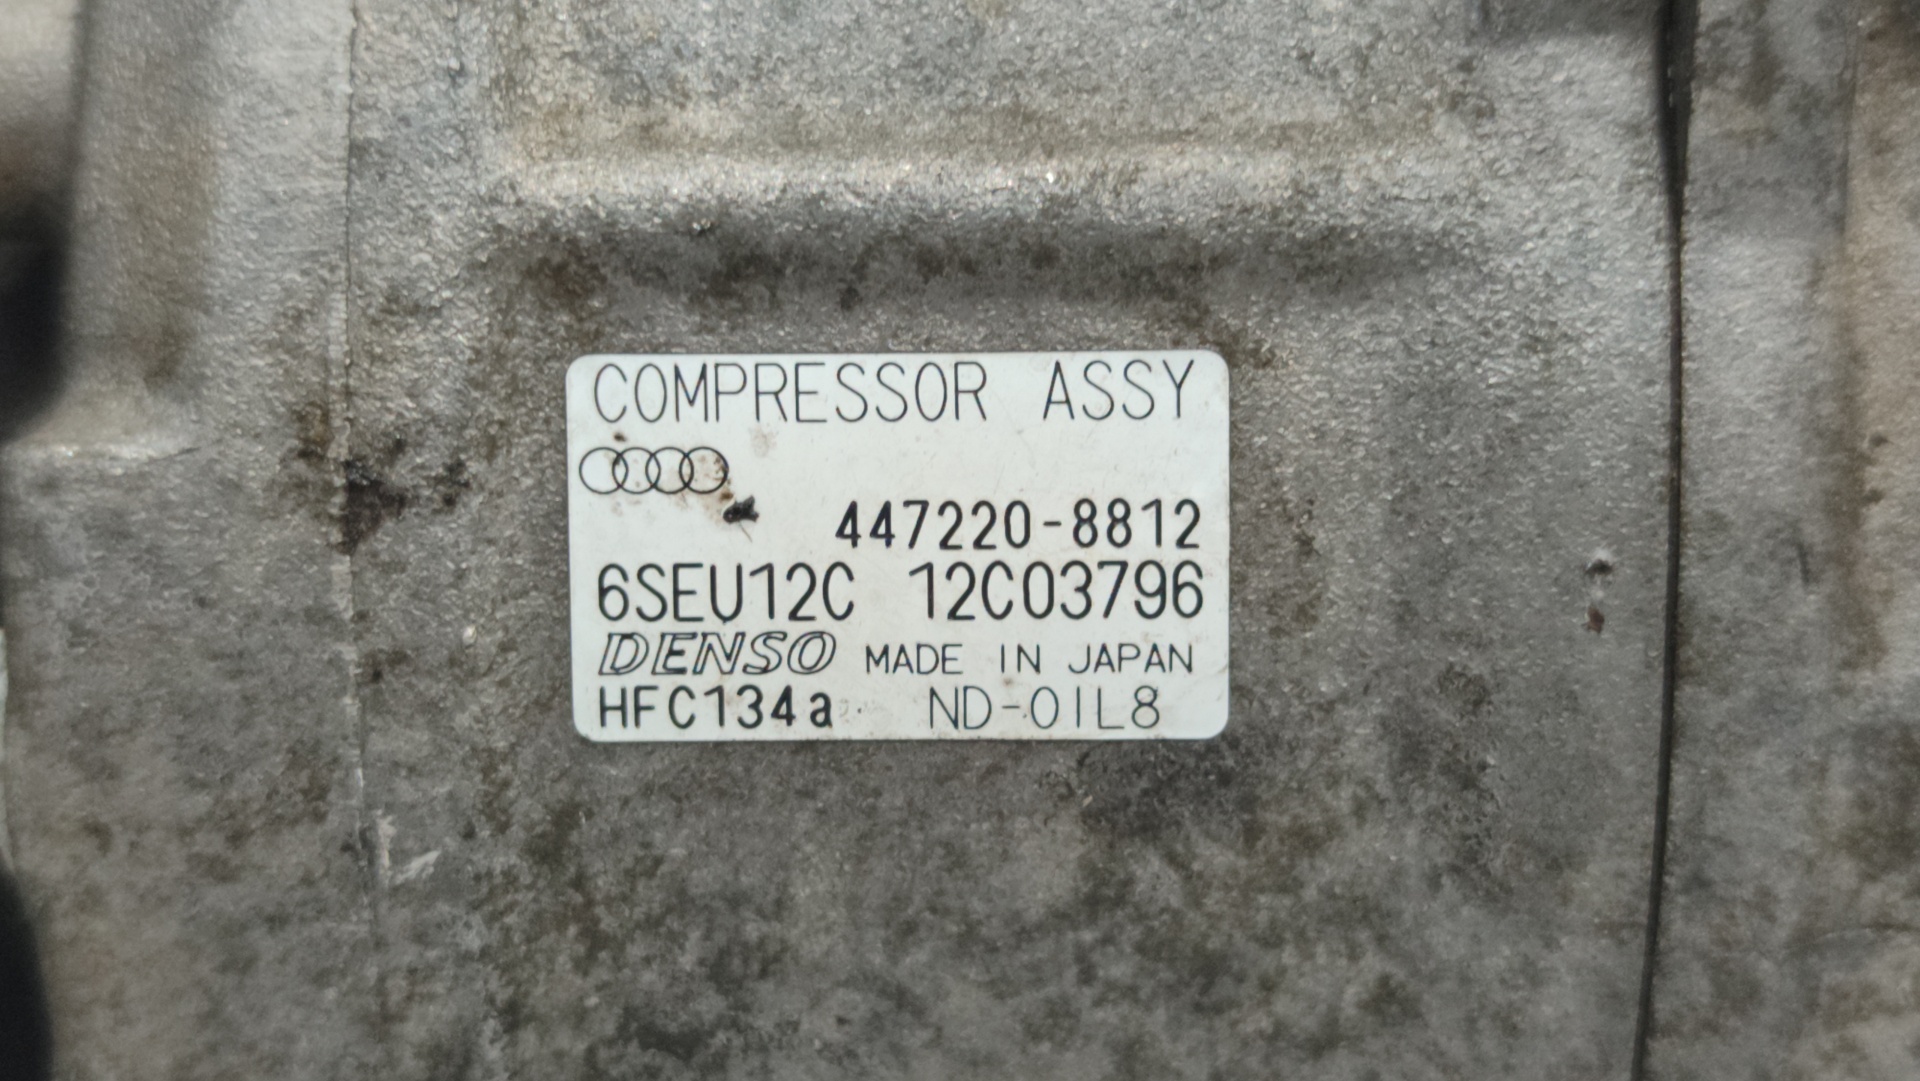 COMPRESSOR ASSY
447220-8812
6SEU12C 12C03796
DENSO MADE IN JAPAN
HFC134a ND-OIL8